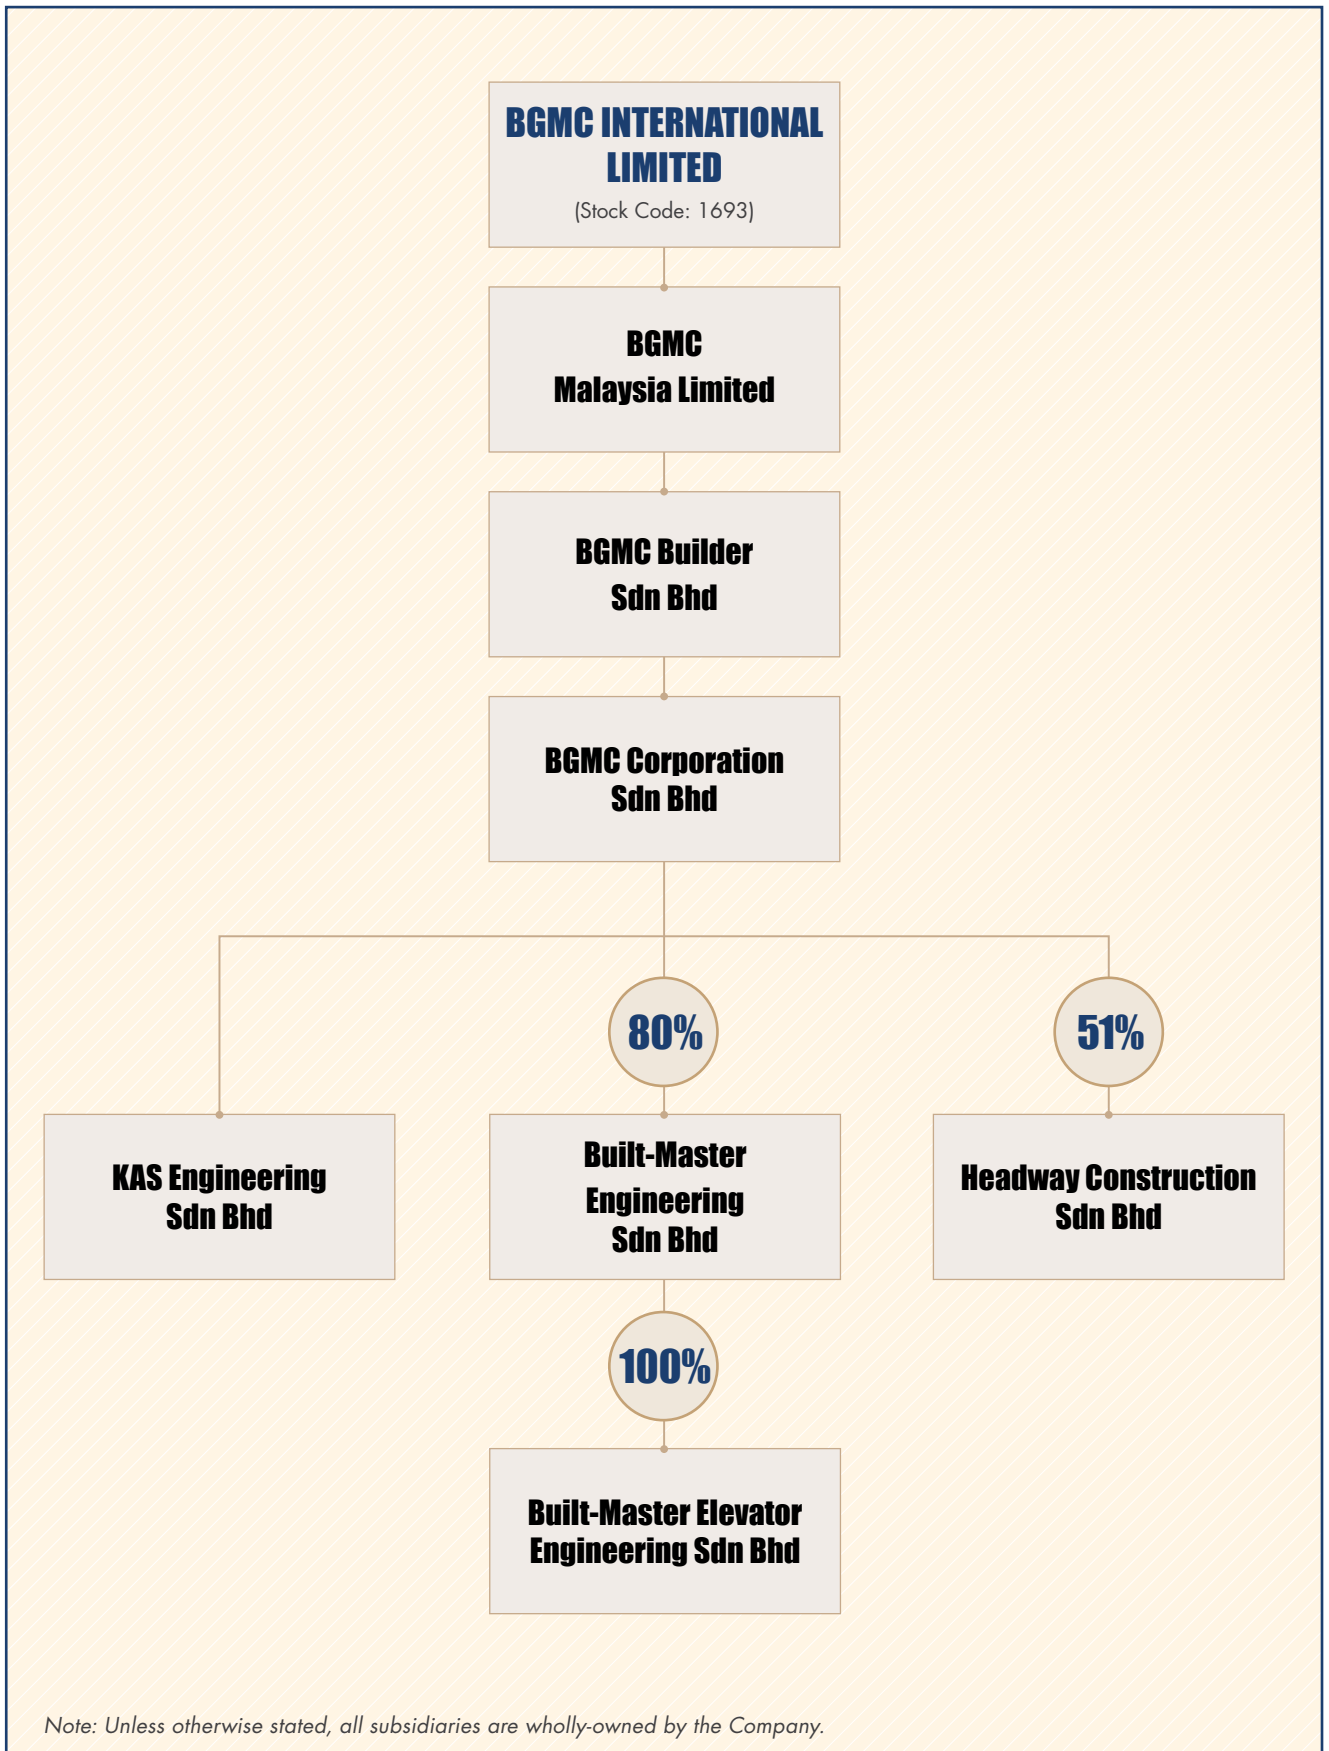 BGMC INTERNATIONAL
LIMITED
(Stock Code: 1693)
BGMC
Malaysia Limited
BGMC Builder
Sdn Bhd
BGMC Corporation
Sdn Bhd
80%
51%
KAS Engineering
Sdn Bhd
Built-Master
Engineering
Sdn Bhd
Headway Construction
Sdn Bhd
100%
Built-Master Elevator
Engineering Sdn Bhd
Note: Unless otherwise stated, all subsidiaries are wholly-owned by the Company.